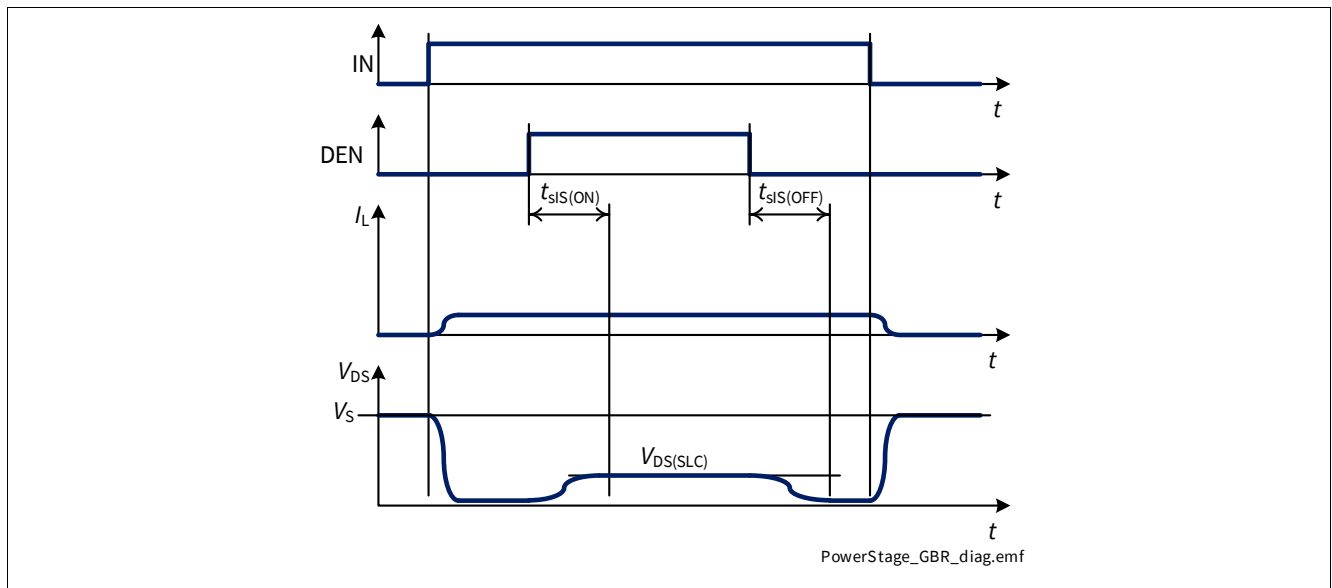 IN
t
DEN
t
tsIS(ON)
tsIS(OFF)
IL
t
VDS
VS
VDS(SLC)
t
PowerStage_GBR_diag.emf